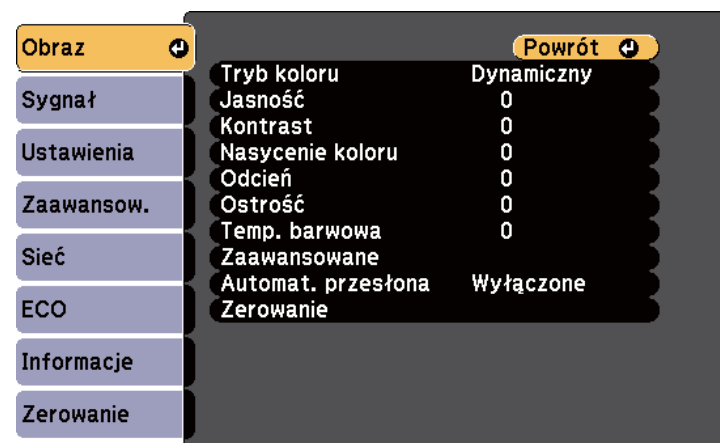 Obraz
Sygnał
Ustawienia
Zaawansow.
Sieć
ECO
Informacje
Zerowanie
Powrót
Tryb koloru Dynamiczny
Jasność 0
Kontrast 0
Nasycenie koloru 0
Odcień 0
Ostrość 0
Temp. barwowa 0
Zaawansowane
Automat. przesłona Wyłączone
Zerowanie